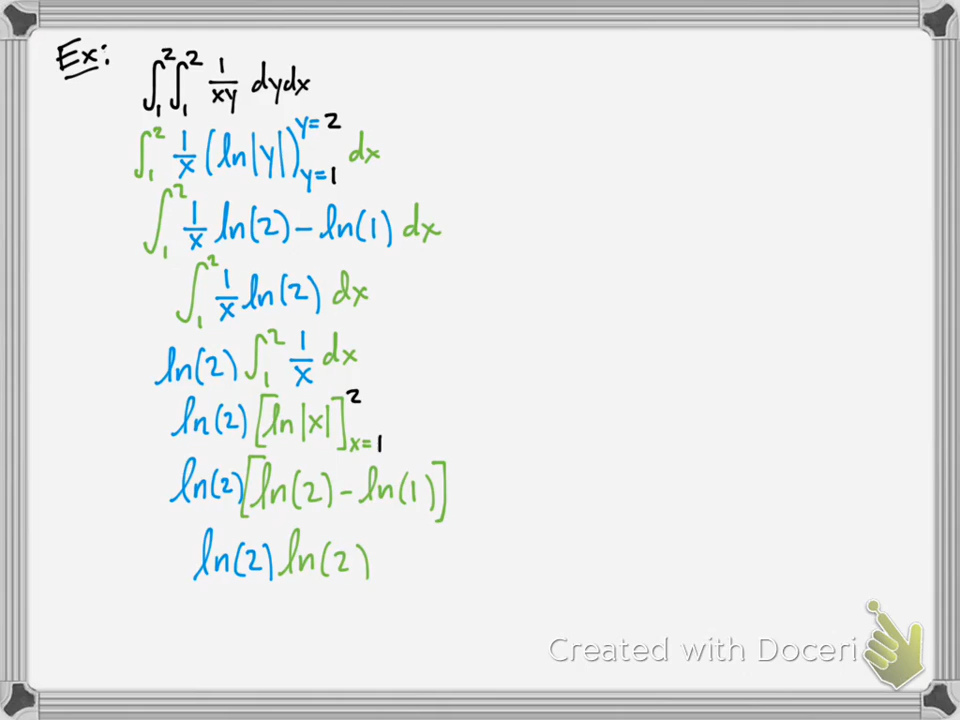 Ex: ∫₁² ∫₁² 1/xy dydx
∫₁² 1/x (ln|y|)_{y=1}^{y=2} dx
∫₁² 1/x ln(2) - ln(1) dx
∫₁² 1/x ln(2) dx
ln(2) ∫₁² 1/x dx
ln(2) [ln|x|]_{x=1}^{2}
ln(2) [ln(2) - ln(1)]
ln(2) ln(2)
Created with Doceri